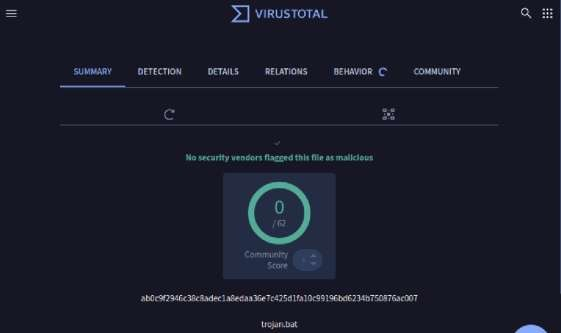 VIRUSTOTAL
SUMMARY DETECTION DETAILS RELATIONS BEHAVIOR COMMUNITY
No security vendors flagged this file as malicious
0
/ 62
Community
Score
ab0c9f2946c38c8adec1a8edaa36e7c425d1fa10c99196bd6234b750876ac007
trojan.bat